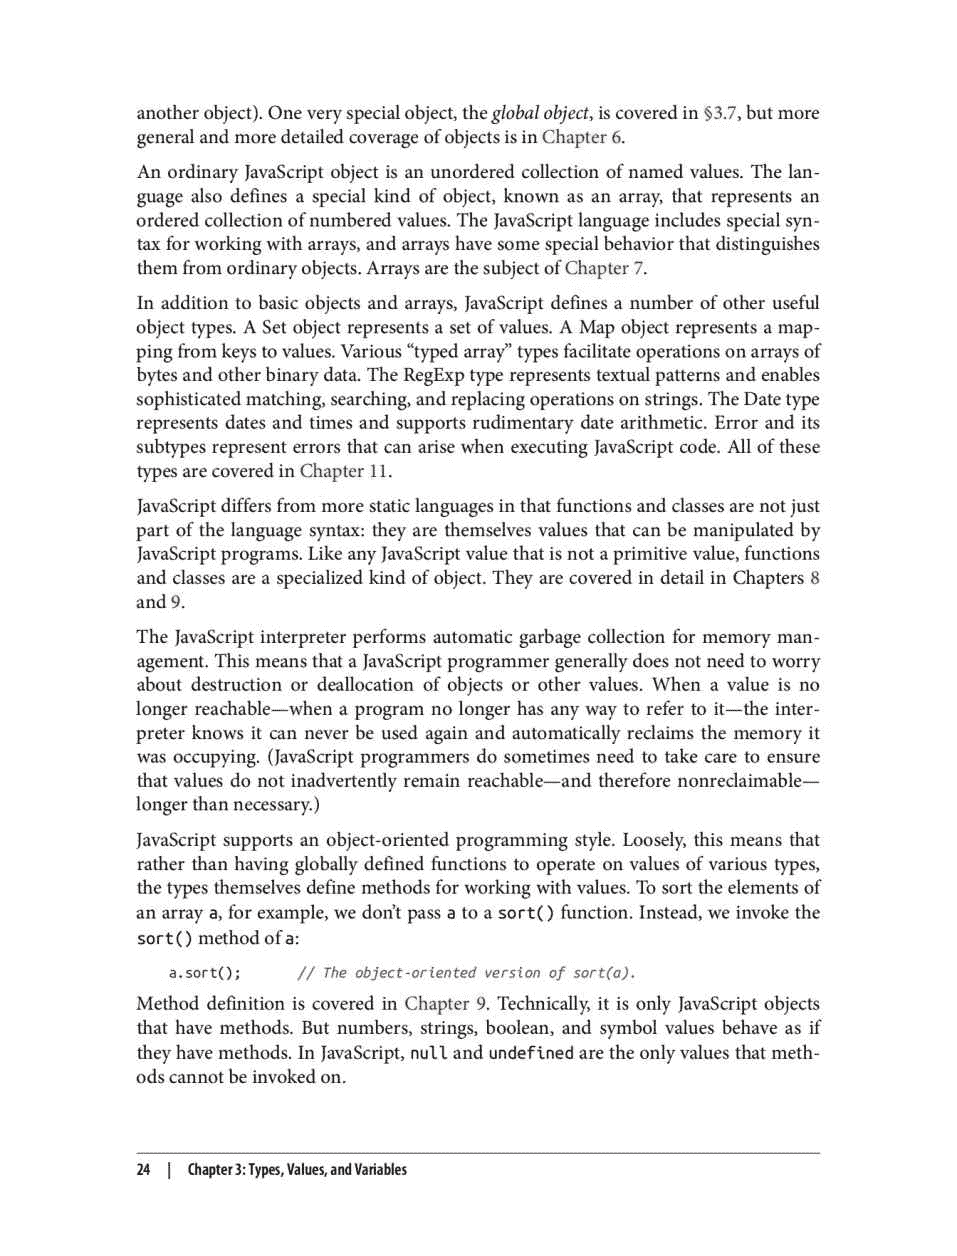 another object). One very special object, the global object, is covered in §3.7, but more
general and more detailed coverage of objects is in Chapter 6.
An ordinary JavaScript object is an unordered collection of named values. The lan-
guage also defines a special kind of object, known as an array, that represents an
ordered collection of numbered values. The JavaScript language includes special syn-
tax for working with arrays, and arrays have some special behavior that distinguishes
them from ordinary objects. Arrays are the subject of Chapter 7.
In addition to basic objects and arrays, JavaScript defines a number of other useful
object types. A Set object represents a set of values. A Map object represents a map-
ping from keys to values. Various “typed array” types facilitate operations on arrays of
bytes and other binary data. The RegExp type represents textual patterns and enables
sophisticated matching, searching, and replacing operations on strings. The Date type
represents dates and times and supports rudimentary date arithmetic. Error and its
subtypes represent errors that can arise when executing JavaScript code. All of these
types are covered in Chapter 11.
JavaScript differs from more static languages in that functions and classes are not just
part of the language syntax: they are themselves values that can be manipulated by
JavaScript programs. Like any JavaScript value that is not a primitive value, functions
and classes are a specialized kind of object. They are covered in detail in Chapters 8
and 9.
The JavaScript interpreter performs automatic garbage collection for memory man-
agement. This means that a JavaScript programmer generally does not need to worry
about destruction or deallocation of objects or other values. When a value is no
longer reachable—when a program no longer has any way to refer to it—the inter-
preter knows it can never be used again and automatically reclaims the memory it
was occupying. (JavaScript programmers do sometimes need to take care to ensure
that values do not inadvertently remain reachable—and therefore nonreclaimable—
longer than necessary.)
JavaScript supports an object-oriented programming style. Loosely, this means that
rather than having globally defined functions to operate on values of various types,
the types themselves define methods for working with values. To sort the elements of
an array a, for example, we don’t pass a to a sort() function. Instead, we invoke the
sort() method of a:
a.sort(); // The object-oriented version of sort(a).
Method definition is covered in Chapter 9. Technically, it is only JavaScript objects
that have methods. But numbers, strings, boolean, and symbol values behave as if
they have methods. In JavaScript, null and undefined are the only values that meth-
ods cannot be invoked on.
24 | Chapter 3: Types, Values, and Variables